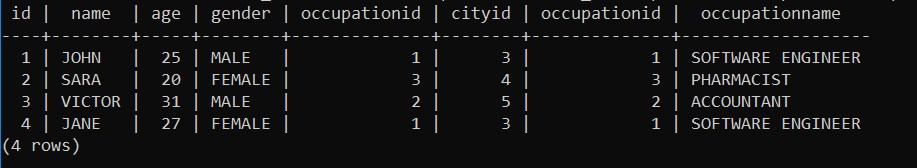 id |  name  | age | gender | occupationid | cityid | occupationid |  occupationname
----+--------+-----+--------+--------------+--------+--------------+-------------------
  1 | JOHN   |  25 | MALE   |            1 |      3 |            1 | SOFTWARE ENGINEER
  2 | SARA   |  20 | FEMALE |            3 |      4 |            3 | PHARMACIST
  3 | VICTOR |  31 | MALE   |            2 |      5 |            2 | ACCOUNTANT
  4 | JANE   |  27 | FEMALE |            1 |      3 |            1 | SOFTWARE ENGINEER
(4 rows)